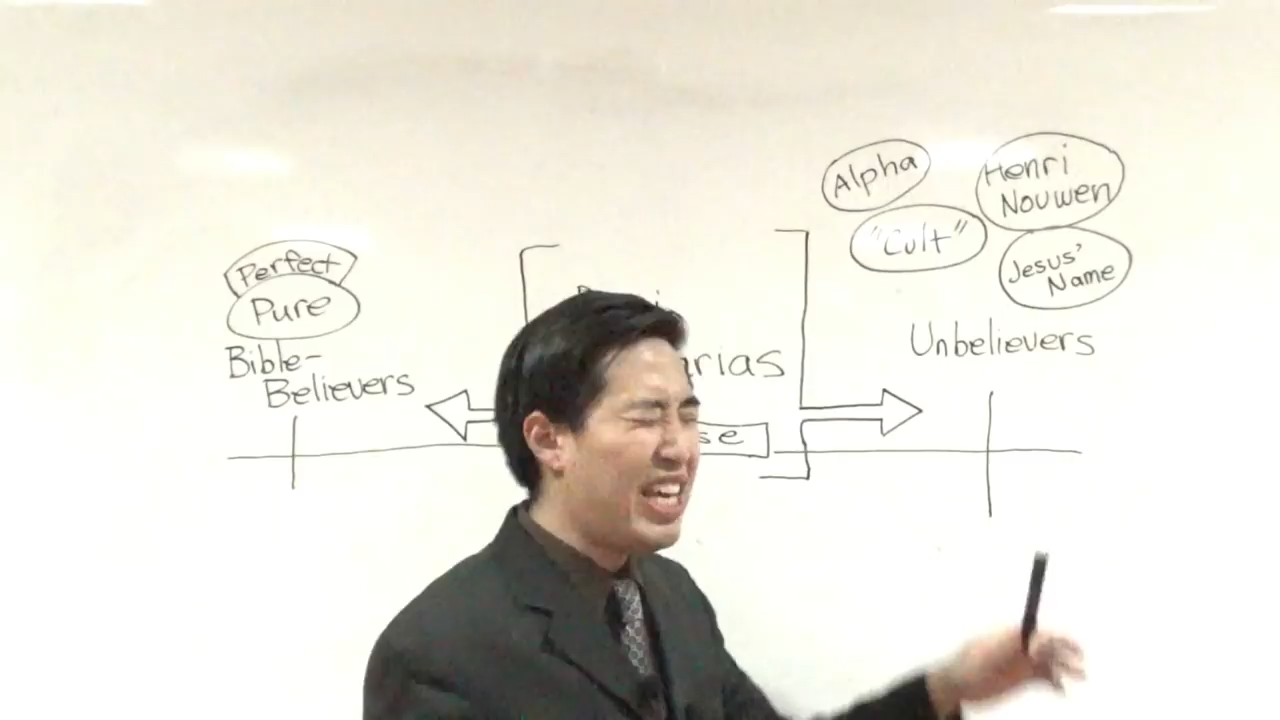 Perfect
Pure
Bible-
Believers
Alpha
"Cult"
Henri
Nouwen
Jesus'
Name
Unbelievers